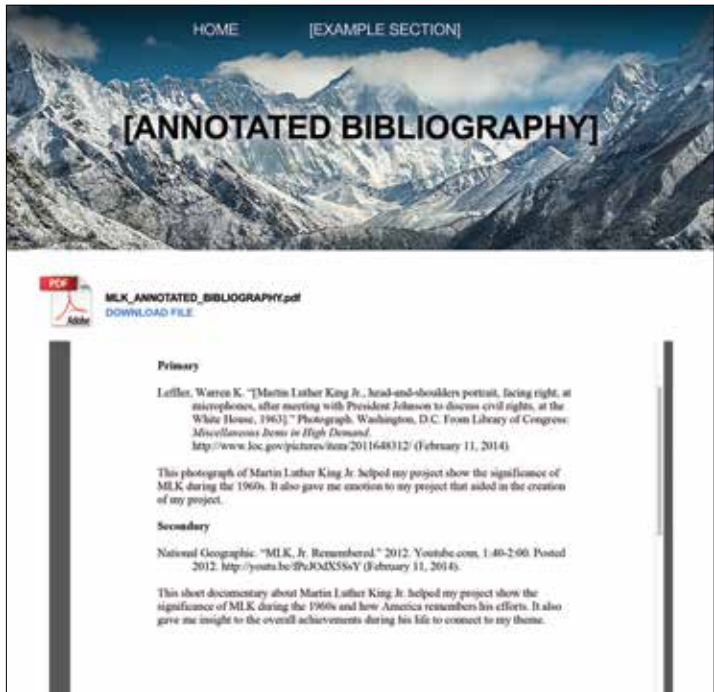 HOME [EXAMPLE SECTION]
[ANNOTATED BIBLIOGRAPHY]
PDF
Adobe
MLK_ANNOTATED_BIBLIOGRAPHY.pdf
DOWNLOAD FILE
Primary
Leffler, Warren K. "[Martin Luther King Jr., head-and-shoulders portrait, facing right, at
microphones, after meeting with President Johnson to discuss civil rights, at the
White House, 1963]." Photograph. Washington, D.C. From Library of Congress:
Miscellaneous Items in High Demand.
http://www.loc.gov/pictures/item/2011648312/ (February 11, 2014)
This photograph of Martin Luther King Jr. helped my project show the significance of
MLK during the 1960s. It also gave me emotion to my project that aided in the creation
of my project.
Secondary
National Geographic. "MLK, Jr. Remembered." 2012. Youtube.com, 1:40-2:00. Posted
2012. (February 11, 2014).
This short documentary about Martin Luther King Jr. helped my project show the
significance of MLK during the 1960s and how America remembers his efforts. It also
gave me insight to the overall achievements during his life to connect to my theme.